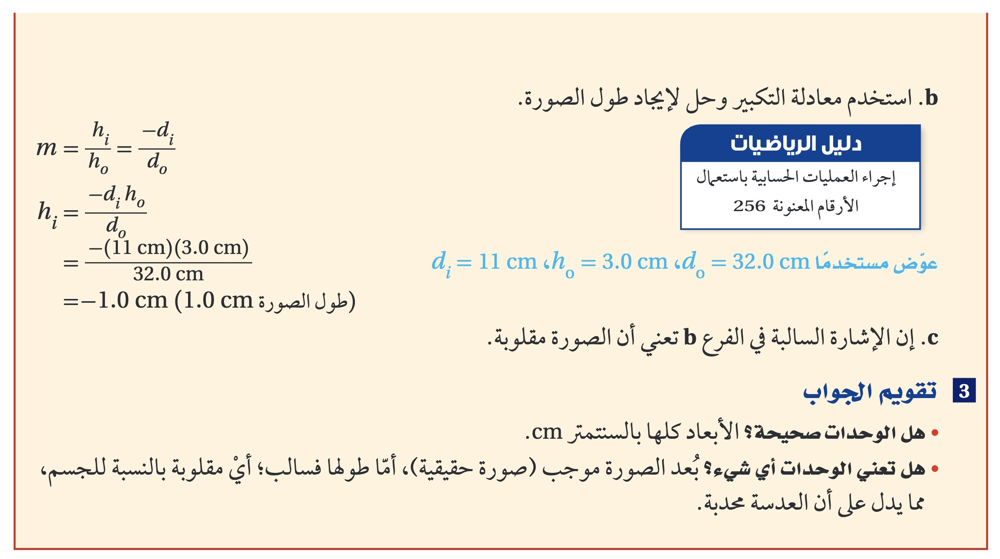 b. استخدم معادلة التكبير وحل لإيجاد طول الصورة.
m = h_i / h_o = −d_i / d_o
دليل الرياضيات
إجراء العمليات الحسابية باستعمال
الأرقام المعنونة 256
h_i = −d_i h_o / d_o
= −(11 cm)(3.0 cm) / 32.0 cm
عوّض مستخدمًا d_i = 11 cm ،h_o = 3.0 cm ،d_o = 32.0 cm
=−1.0 cm (1.0 cm طول الصورة)
c. إن الإشارة السالبة في الفرع b تعني أن الصورة مقلوبة.
3 تقويم الجواب
• هل الوحدات صحيحة؟ الأبعاد كلها بالسنتمتر cm.
• هل تعني الوحدات أي شيء؟ بُعد الصورة موجب (صورة حقيقية)، أمّا طولها فسالب؛ أيْ مقلوبة بالنسبة للجسم،
مما يدل على أن العدسة محدبة.